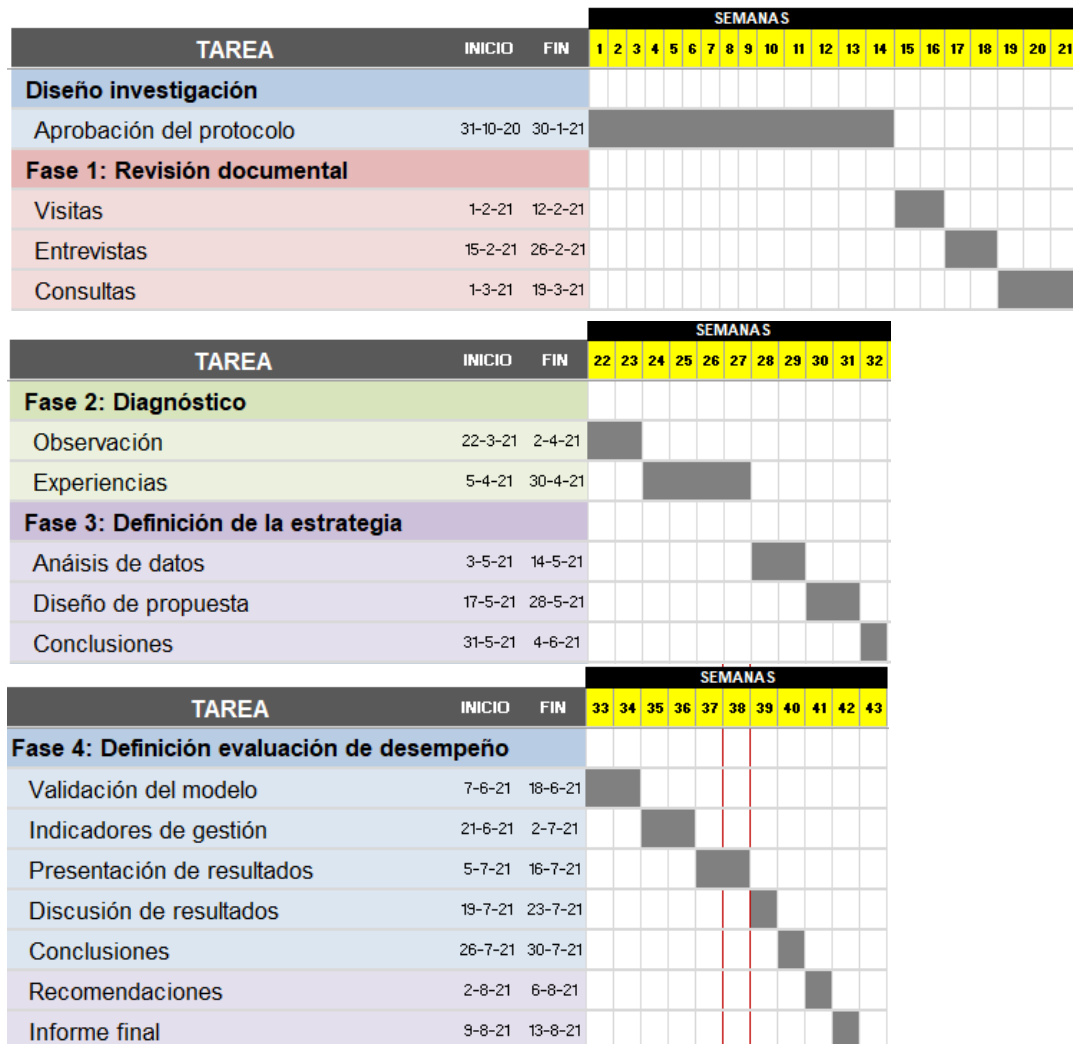 SEMANAS
TAREA INICIO FIN 1 2 3 4 5 6 7 8 9 10 11 12 13 14 15 16 17 18 19 20 21
Diseño investigación
Aprobación del protocolo 31-10-20 30-1-21
Fase 1: Revisión documental
Visitas 1-2-21 12-2-21
Entrevistas 15-2-21 26-2-21
Consultas 1-3-21 19-3-21
SEMANAS
TAREA INICIO FIN 22 23 24 25 26 27 28 29 30 31 32
Fase 2: Diagnóstico
Observación 22-3-21 2-4-21
Experiencias 5-4-21 30-4-21
Fase 3: Definición de la estrategia
Anáisis de datos 3-5-21 14-5-21
Diseño de propuesta 17-5-21 28-5-21
Conclusiones 31-5-21 4-6-21
SEMANAS
TAREA INICIO FIN 33 34 35 36 37 38 39 40 41 42 43
Fase 4: Definición evaluación de desempeño
Validación del modelo 7-6-21 18-6-21
Indicadores de gestión 21-6-21 2-7-21
Presentación de resultados 5-7-21 16-7-21
Discusión de resultados 19-7-21 23-7-21
Conclusiones 26-7-21 30-7-21
Recomendaciones 2-8-21 6-8-21
Informe final 9-8-21 13-8-21